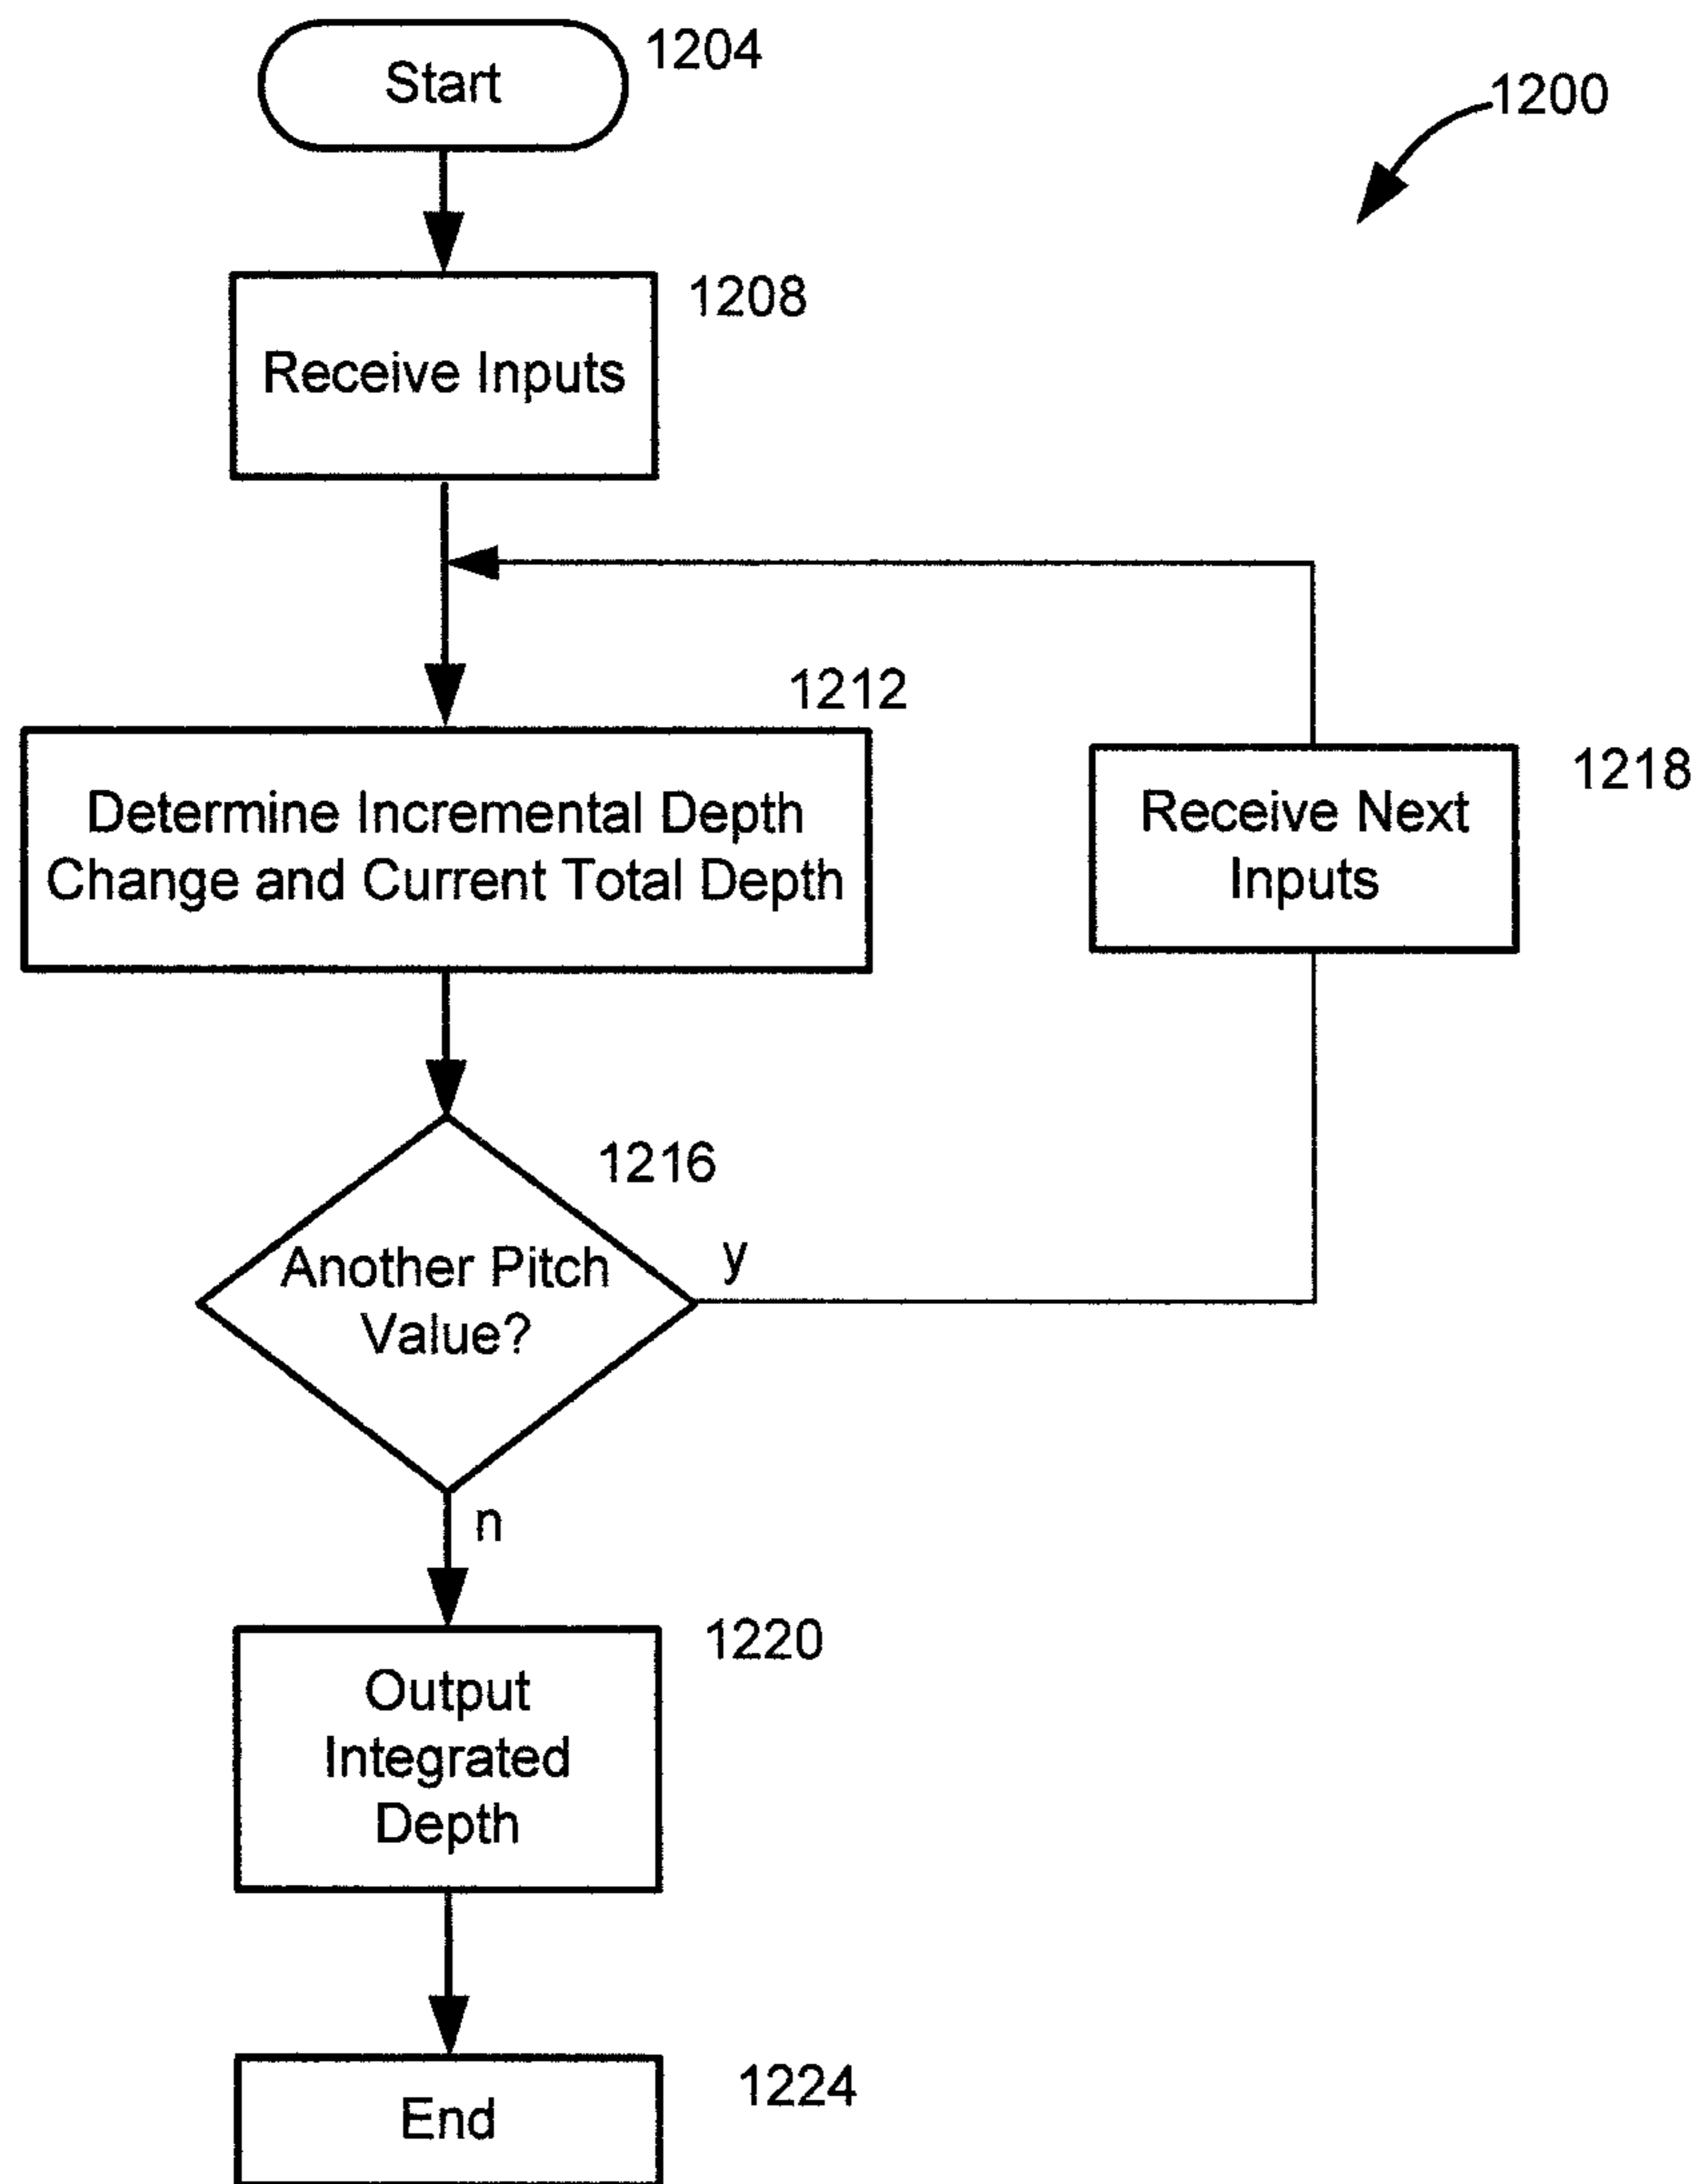 Start
1204
1200
Receive Inputs
1208
Determine Incremental Depth
Change and Current Total Depth
1212
Receive Next
Inputs
1218
Another Pitch
Value?
1216
y
n
Output
Integrated
Depth
1220
End
1224